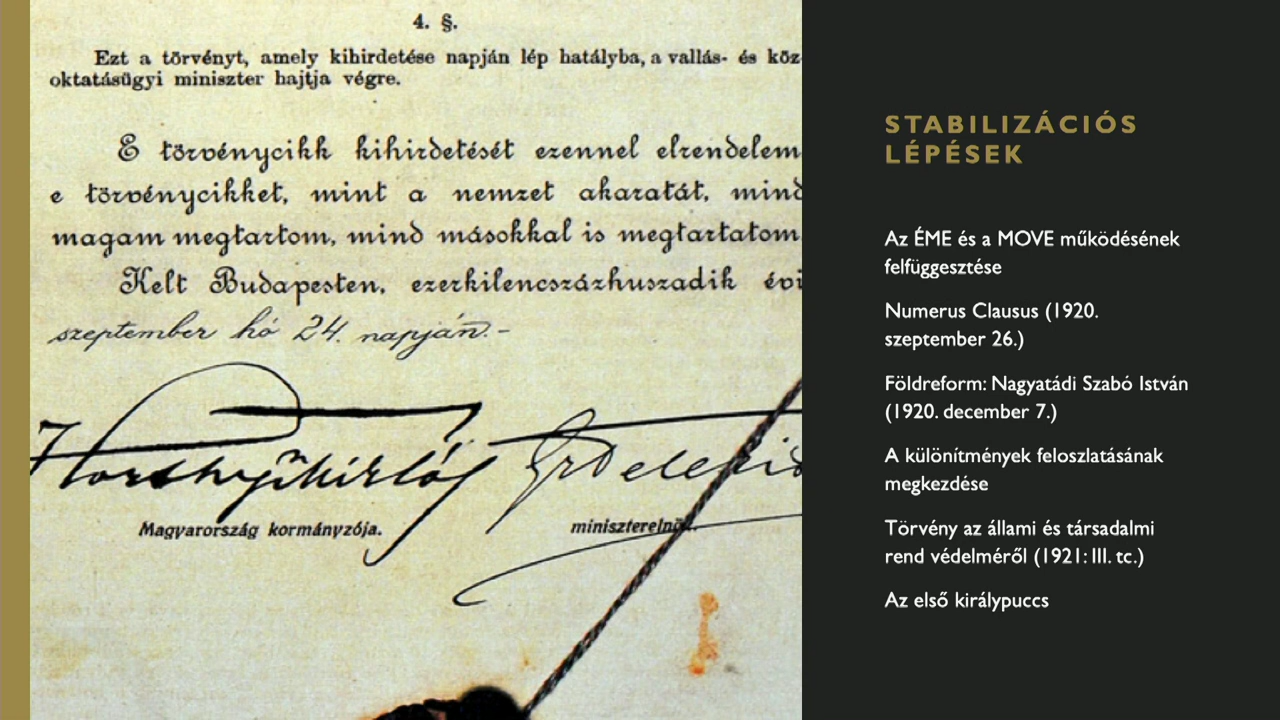 4. §.
Ezt a törvényt, amely kihirdetése napján lép hatályba, a vallás- és köz-
oktatásügyi miniszter hajtja végre.
E törvénycikk kihirdetését ezennel elrendelem
e törvénycikket, mint a nemzet akaratát, mind
magam megtartom, mind másokkal is megtartatom.
Kelt Budapesten, ezerkilencszázhuszadik évi
szeptember hó 24. napján.-
Horthy Miklós
Magyarország kormányzója.
miniszterelnök.
STABILIZÁCIÓS
LÉPÉSEK
Az ÉME és a MOVE működésének
felfüggesztése
Numerus Clausus (1920.
szeptember 26.)
Földreform: Nagyatádi Szabó István
(1920. december 7.)
A különítmények feloszlatásának
megkezdése
Törvény az állami és társadalmi
rend védelméről (1921: III. tc.)
Az első királypuccs